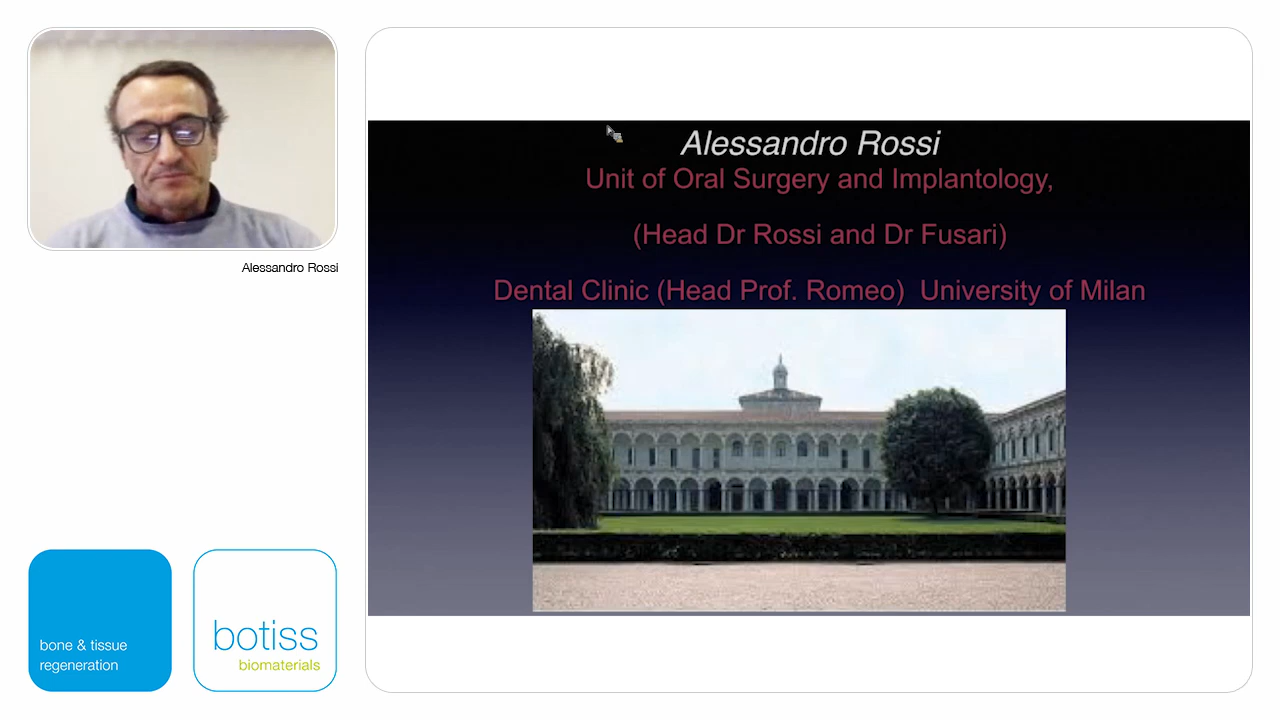 Alessandro Rossi
Alessandro Rossi
Unit of Oral Surgery and Implantology,
(Head Dr Rossi and Dr Fusari)
Dental Clinic (Head Prof. Romeo)  University of Milan
bone & tissue
regeneration
botiss
biomaterials